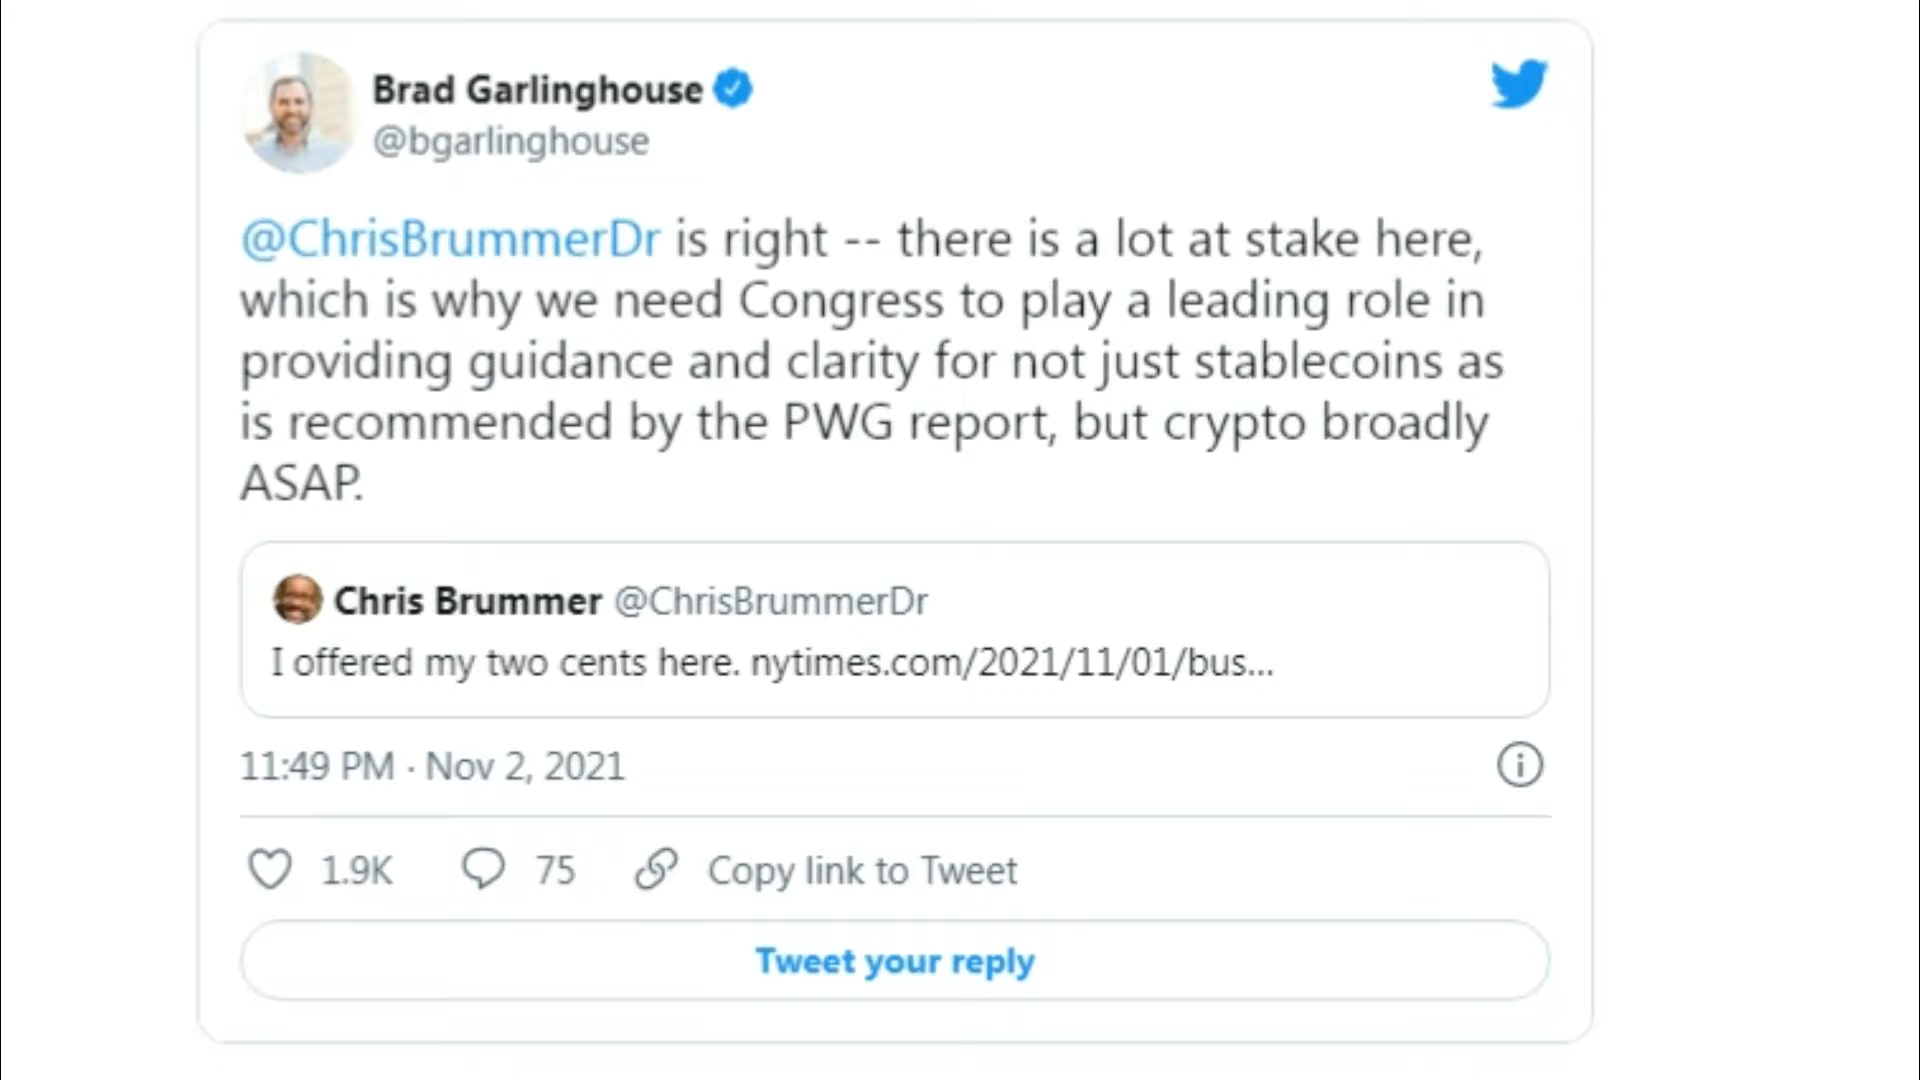 Brad Garlinghouse
@bgarlinghouse
@ChrisBrummerDr is right -- there is a lot at stake here,
which is why we need Congress to play a leading role in
providing guidance and clarity for not just stablecoins as
is recommended by the PWG report, but crypto broadly
ASAP.
Chris Brummer @ChrisBrummerDr
I offered my two cents here. nytimes.com/2021/11/01/bus...
11:49 PM · Nov 2, 2021
1.9K 75 Copy link to Tweet
Tweet your reply